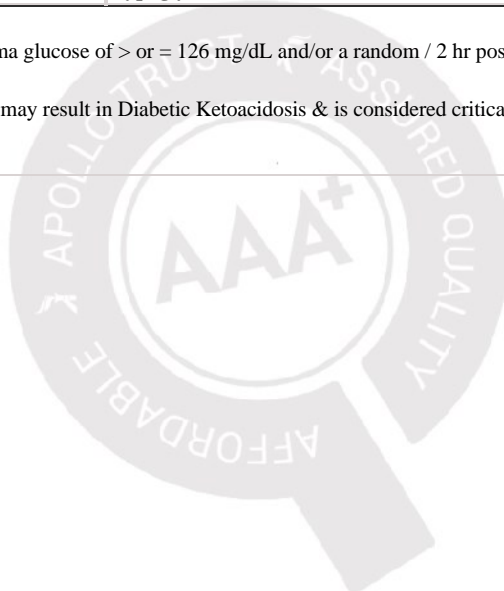 ma glucose of > or = 126 mg/dL and/or a random / 2 hr pos
may result in Diabetic Ketoacidosis & is considered critica
APOLLO TRUST
ASSURED QUALITY
AFFORDABLE
AAA+